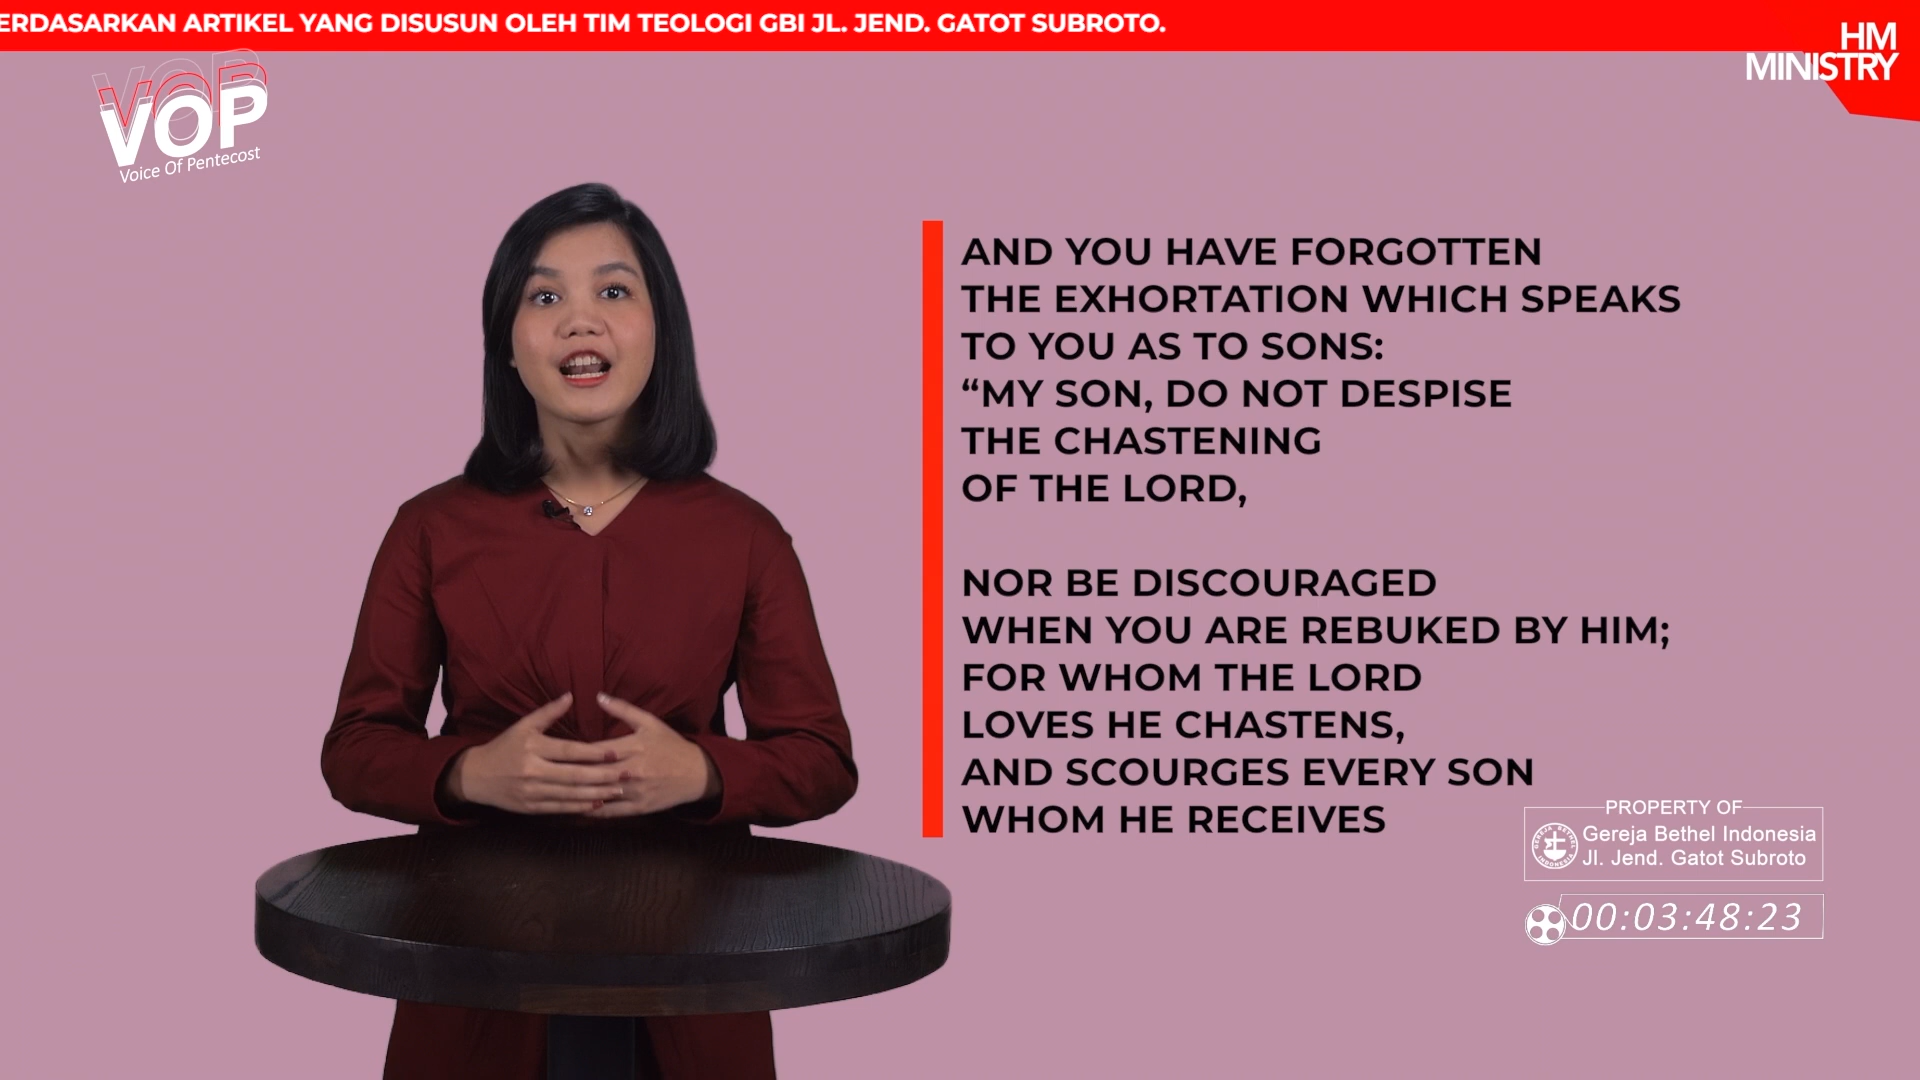 ERDASARKAN ARTIKEL YANG DISUSUN OLEH TIM TEOLOGI GBI JL. JEND. GATOT SUBROTO.
HM
MINISTRY
VOP
Voice Of Pentecost
AND YOU HAVE FORGOTTEN
THE EXHORTATION WHICH SPEAKS
TO YOU AS TO SONS:
“MY SON, DO NOT DESPISE
THE CHASTENING
OF THE LORD,
NOR BE DISCOURAGED
WHEN YOU ARE REBUKED BY HIM;
FOR WHOM THE LORD
LOVES HE CHASTENS,
AND SCOURGES EVERY SON
WHOM HE RECEIVES
PROPERTY OF
Gereja Bethel Indonesia
Jl. Jend. Gatot Subroto
GEREJA BETHEL INDONESIA
00:03:48:23